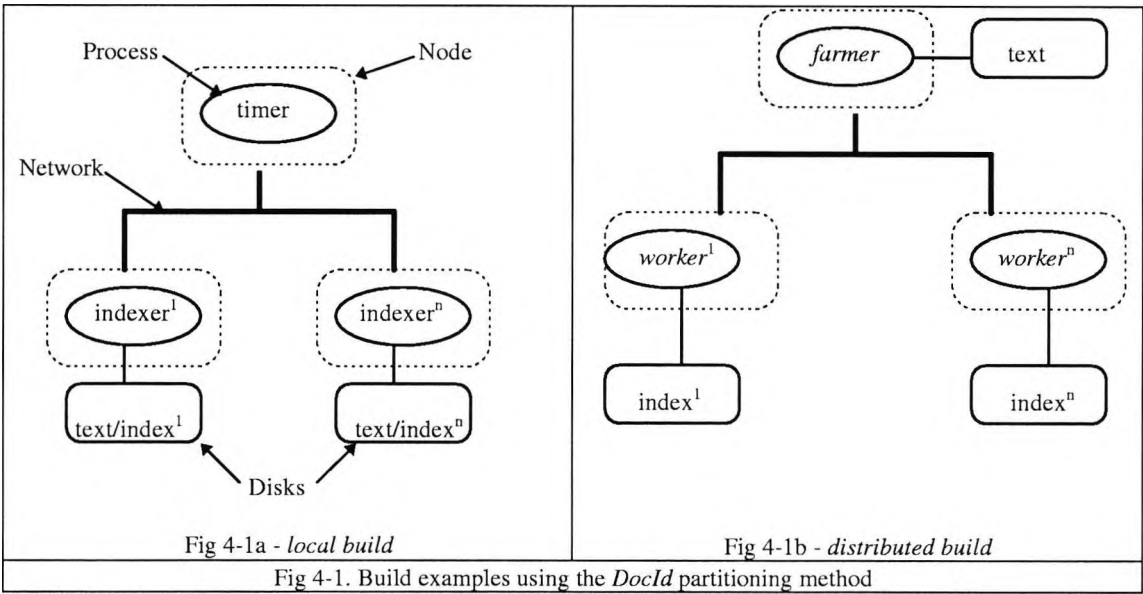 Process
Node
timer
Network
indexer¹
indexerⁿ
text/index¹
text/indexⁿ
Disks
Fig 4-1a - local build
farmer
text
worker¹
workerⁿ
index¹
indexⁿ
Fig 4-1b - distributed build
Fig 4-1. Build examples using the DocId partitioning method